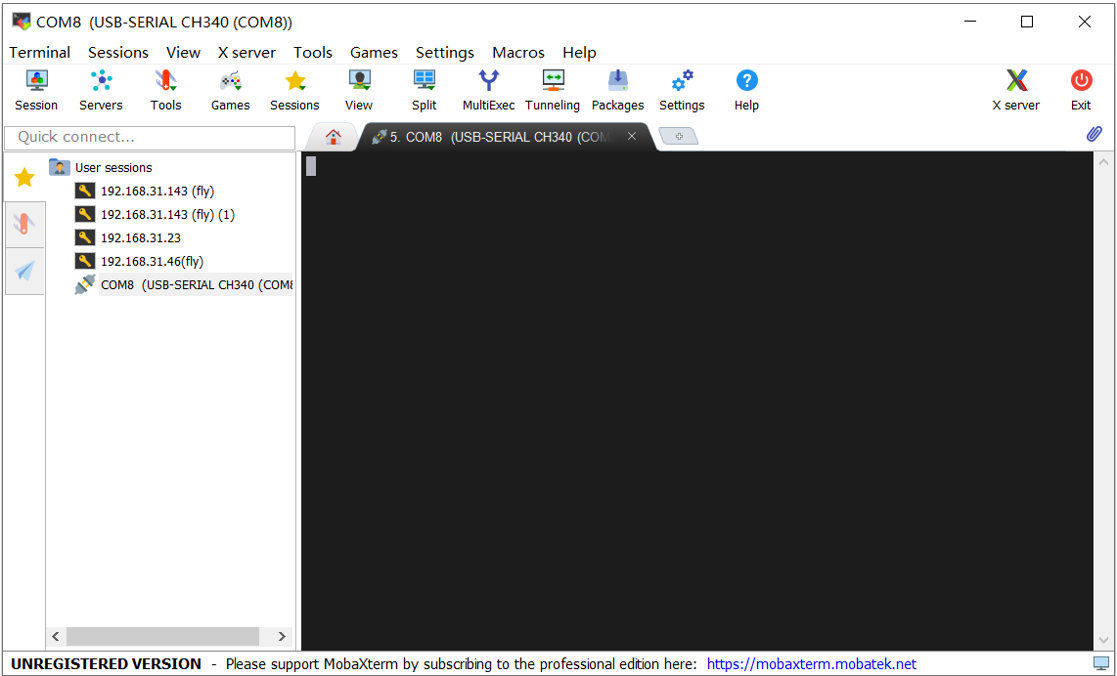 COM8  (USB-SERIAL CH340 (COM8))
Terminal Sessions View X server Tools Games Settings Macros Help
Session Servers Tools Games Sessions View Split MultiExec Tunneling Packages Settings Help X server Exit
Quick connect...
5. COM8  (USB-SERIAL CH340 (COM
User sessions
192.168.31.143 (fly)
192.168.31.143 (fly) (1)
192.168.31.23
192.168.31.46(fly)
COM8  (USB-SERIAL CH340 (COM8
UNREGISTERED VERSION  -  Please support MobaXterm by subscribing to the professional edition here:  https://mobaxterm.mobatek.net